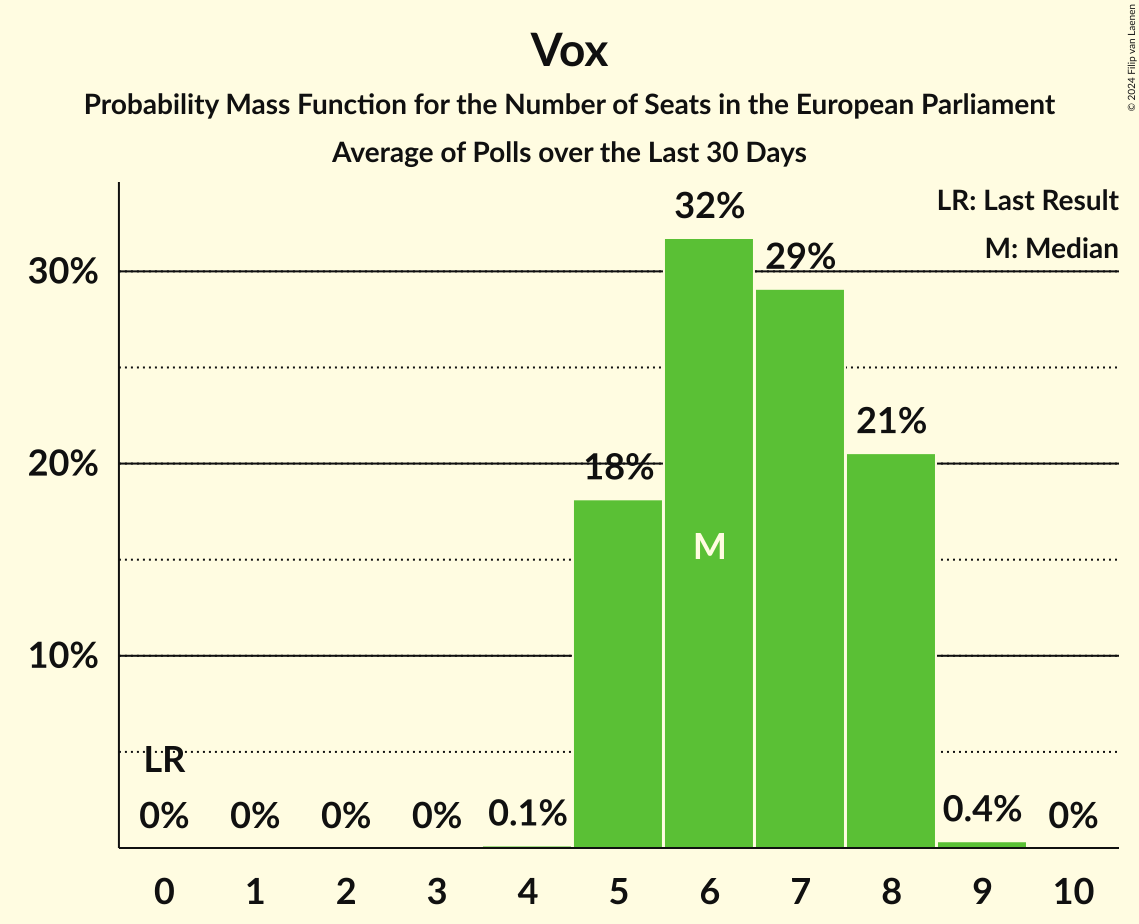 Vox
Probability Mass Function for the Number of Seats in the European Parliament
Average of Polls over the Last 30 Days
© 2024 Filip van Laenen
LR: Last Result
M: Median
30%
20%
10%
32%
29%
21%
18%
M
LR
0%
0%
0%
0%
0.1%
0.4%
0%
0 1 2 3 4 5 6 7 8 9 10